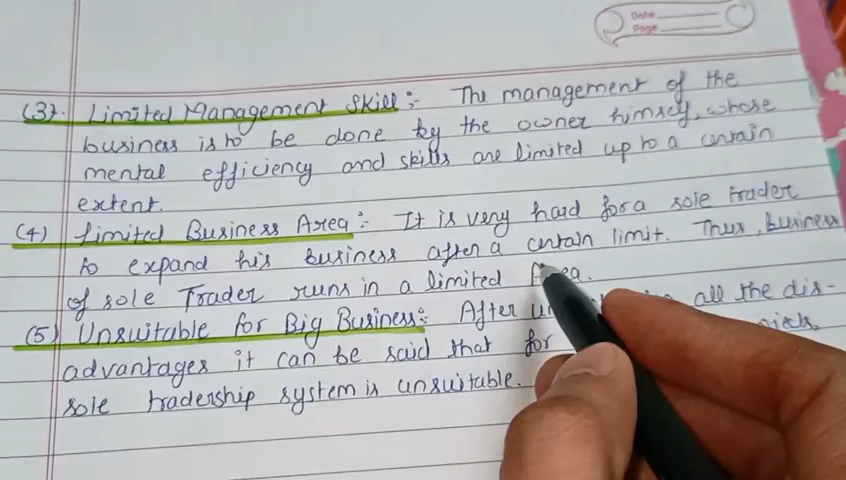 Date
Page
(3). Limited Management Skill:- The management of the
business is to be done by the owner himself, whose
mental efficiency and skills are limited up to a certain
extent.
(4) Limited Business Area:- It is very hard for a sole trader
to expand his business after a certain limit. Thus, business
of sole Trader runs in a limited Area.
(5) Unsuitable for Big Business:- After all the dis-
advantages it can be said that for
sole tradership system is unsuitable.